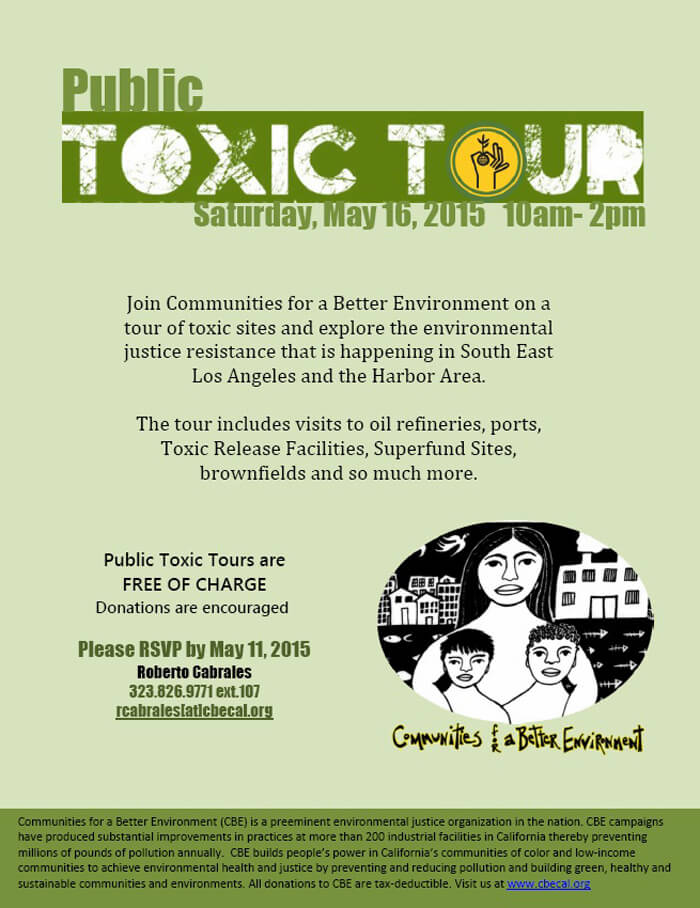 Public
TOXIC TOUR
Saturday, May 16, 2015 10am- 2pm
Join Communities for a Better Environment on a
tour of toxic sites and explore the environmental
justice resistance that is happening in South East
Los Angeles and the Harbor Area.
The tour includes visits to oil refineries, ports,
Toxic Release Facilities, Superfund Sites,
brownfields and so much more.
Public Toxic Tours are
FREE OF CHARGE
Donations are encouraged
Please RSVP by May 11, 2015
Roberto Cabrales
323.826.9771 ext.107
rcabrales[at]cbecal.org
Communities for a Better Environment
Communities for a Better Environment (CBE) is a preeminent environmental justice organization in the nation. CBE campaigns
have produced substantial improvements in practices at more than 200 industrial facilities in California thereby preventing
millions of pounds of pollution annually. CBE builds people's power in California's communities of color and low-income
communities to achieve environmental health and justice by preventing and reducing pollution and building green, healthy and
sustainable communities and environments. All donations to CBE are tax-deductible. Visit us at www.cbecal.org